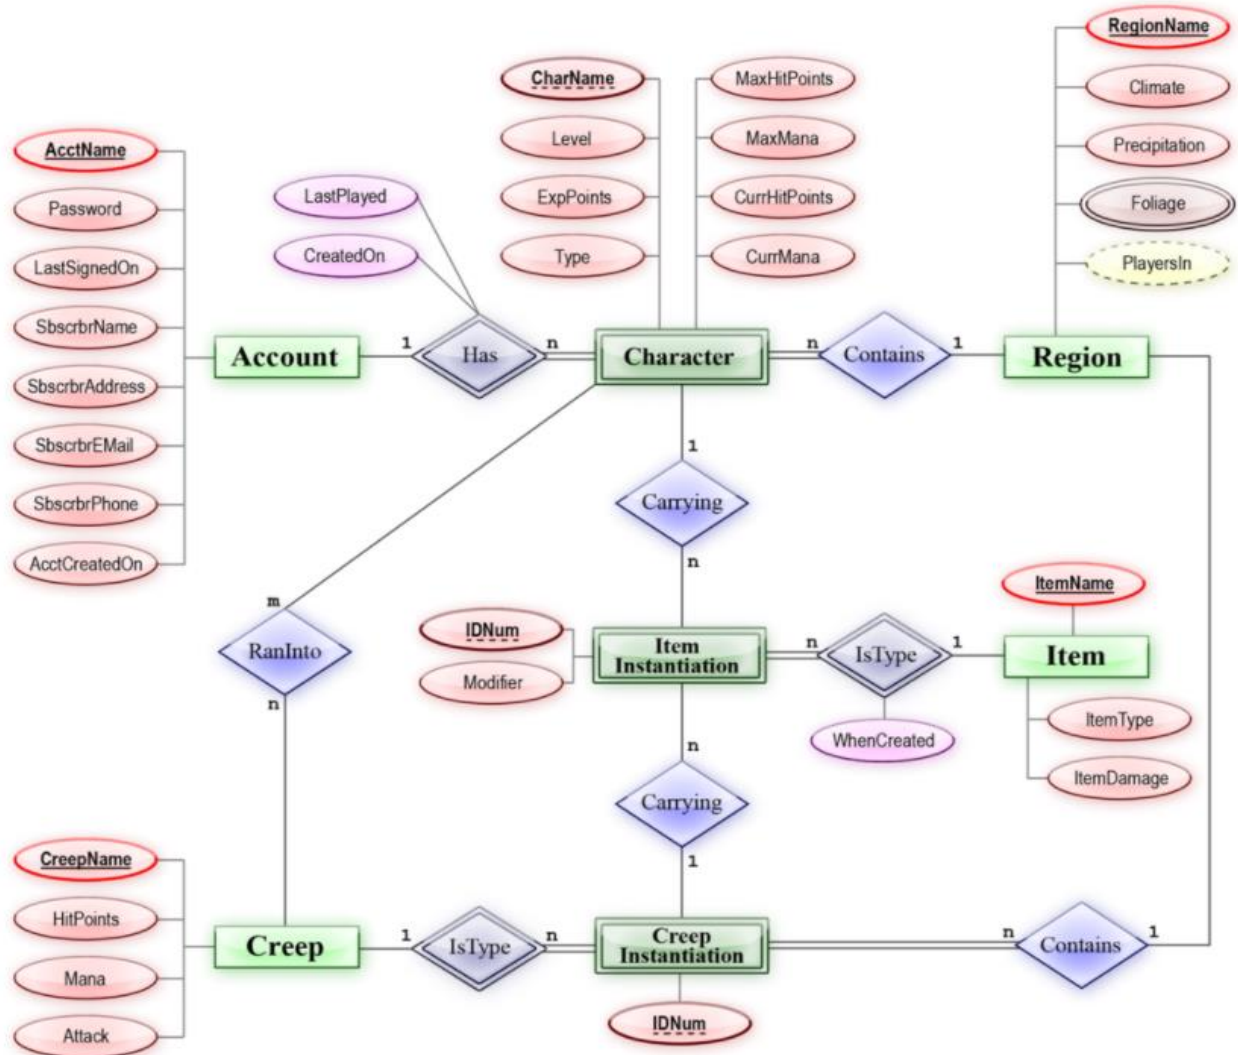 RegionName
CharName
MaxHitPoints
Climate
AcctName
Level
MaxMana
Precipitation
Password
LastPlayed
ExpPoints
CurrHitPoints
Foliage
LastSignedOn
CreatedOn
Type
CurrMana
PlayersIn
SbscrbrName
Account
1
Has
n
Character
n
Contains
1
Region
SbscrbrAddress
SbscrbrEMail
1
SbscrbrPhone
Carrying
AcctCreatedOn
n
ItemName
m
RanInto
IDNum
Item
Instantiation
n
IsType
1
Item
Modifier
n
ItemType
n
WhenCreated
ItemDamage
Carrying
CreepName
1
HitPoints
Creep
1
IsType
n
Creep
Instantiation
n
Contains
1
Mana
IDNum
Attack